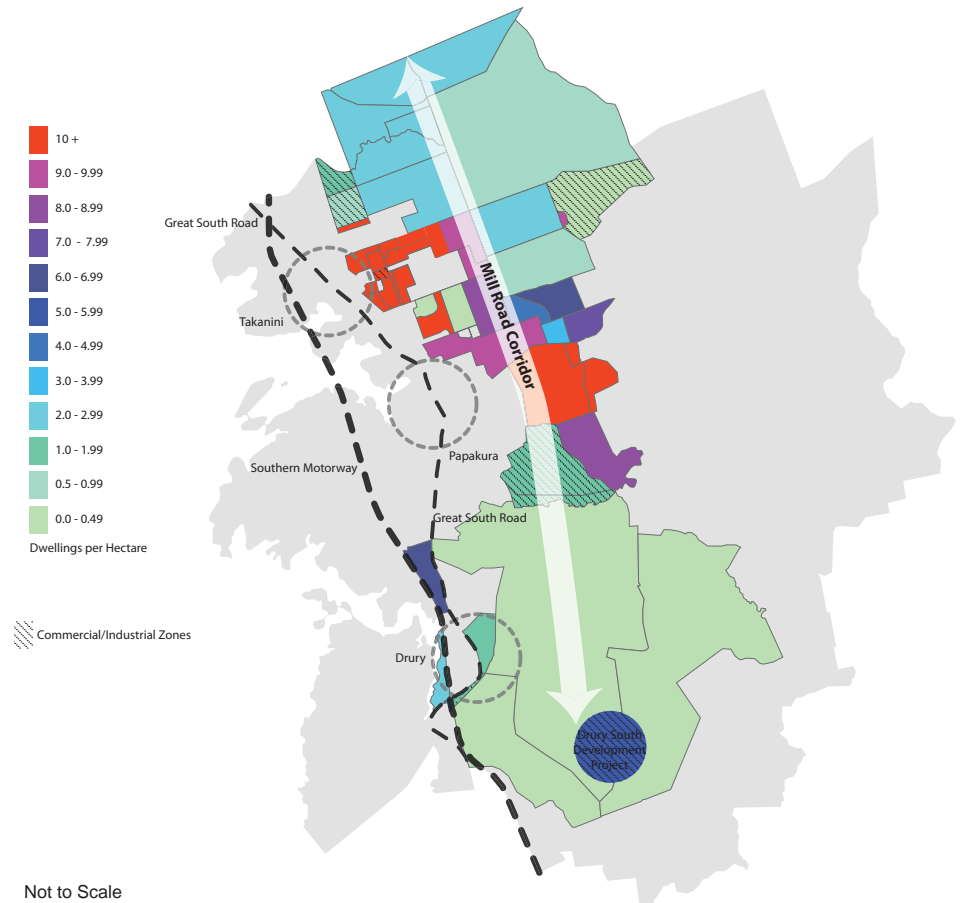 10 +
9.0 - 9.99
8.0 - 8.99
7.0 - 7.99
6.0 - 6.99
5.0 - 5.99
4.0 - 4.99
3.0 - 3.99
2.0 - 2.99
1.0 - 1.99
0.5 - 0.99
0.0 - 0.49
Dwellings per Hectare
Commercial/Industrial Zones
Great South Road
Takanini
Mill Road Corridor
Papakura
Southern Motorway
Great South Road
Drury
Drury South
Development
Project
Not to Scale